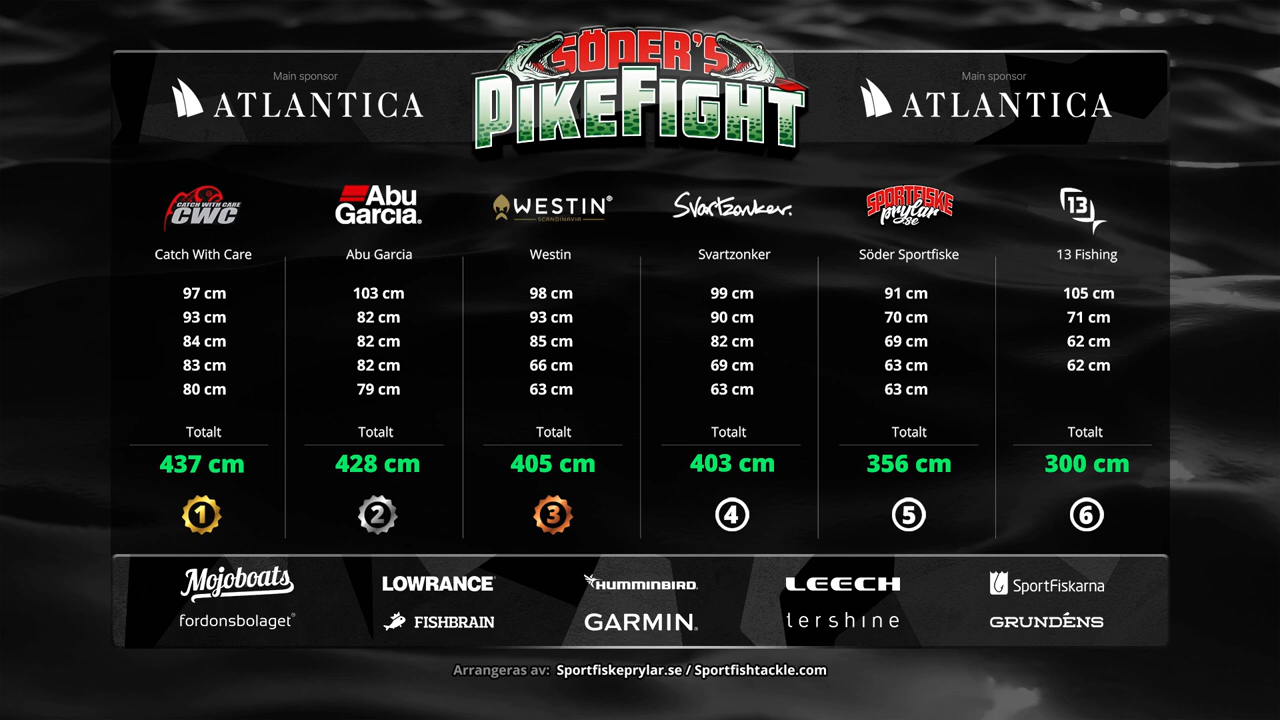 SÖDER'S
PIKEFIGHT
Main sponsor
ATLANTICA
Main sponsor
ATLANTICA
CATCH WITH CARE
CWC
Abu
Garcia®
WESTIN®
SCANDINAVIA
Svartzonker.
SPORTFISKE
prylar
.se
13
Catch With Care
Abu Garcia
Westin
Svartzonker
Söder Sportfiske
13 Fishing
97 cm
93 cm
84 cm
83 cm
80 cm
Totalt
437 cm
1
103 cm
82 cm
82 cm
82 cm
79 cm
Totalt
428 cm
2
98 cm
93 cm
85 cm
66 cm
63 cm
Totalt
405 cm
3
99 cm
90 cm
82 cm
69 cm
63 cm
Totalt
403 cm
4
91 cm
70 cm
69 cm
63 cm
63 cm
Totalt
356 cm
5
105 cm
71 cm
62 cm
62 cm
Totalt
300 cm
6
Mojoboats
LOWRANCE®
HUMMINBIRD®
LEECH
SportFiskarna
fordonsbolaget®
FISHBRAIN
GARMIN®
tershine
GRUNDÉNS
Arrangeras av: Sportfiskeprylar.se / Sportfishtackle.com